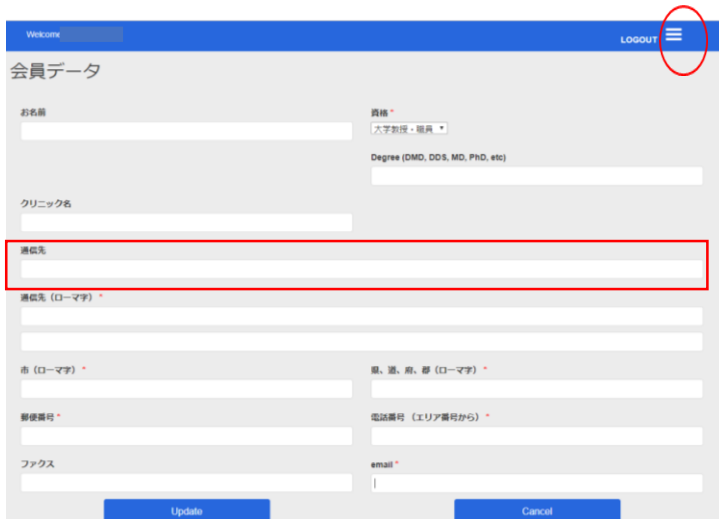 Welcome
LOGOUT
会員データ
お名前
資格 *
大学教授・職員
Degree (DMD, DDS, MD, PhD, etc)
クリニック名
通信先
通信先（ローマ字） *
市（ローマ字） *
県、道、府、都（ローマ字） *
郵便番号 *
電話番号 （エリア番号から） *
ファクス
email *
Update
Cancel